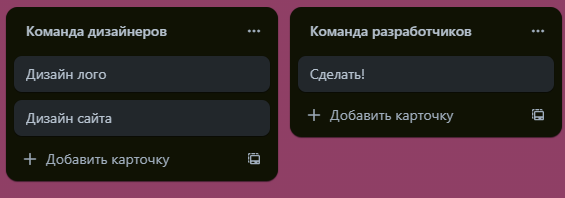 Команда дизайнеров
Дизайн лого
Дизайн сайта
Добавить карточку
Команда разработчиков
Сделать!
Добавить карточку